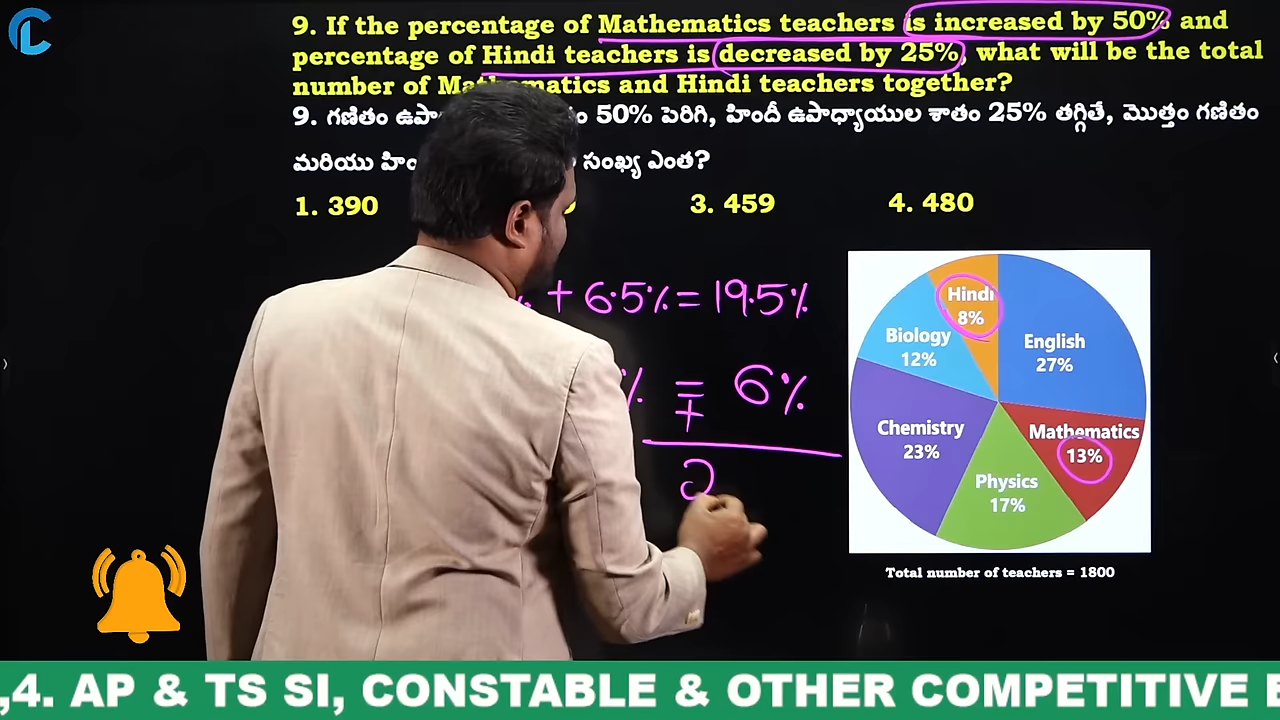 9. If the percentage of Mathematics teachers is increased by 50% and
percentage of Hindi teachers is decreased by 25%, what will be the total
number of Mathematics and Hindi teachers together?
9. గణితం 50% పెరిగి, హిందీ ఉపాధ్యాయుల శాతం 25% తగ్గితే, మొత్తం గణితం
మరియు సంఖ్య ఎంత?
1. 390 3. 459 4. 480
+ 6.5% = 19.5%
% = 6%
+
2
Hindi
8%
English
27%
Biology
12%
Mathematics
13%
Chemistry
23%
Physics
17%
Total number of teachers = 1800
,4. AP & TS SI, CONSTABLE & OTHER COMPETITIVE